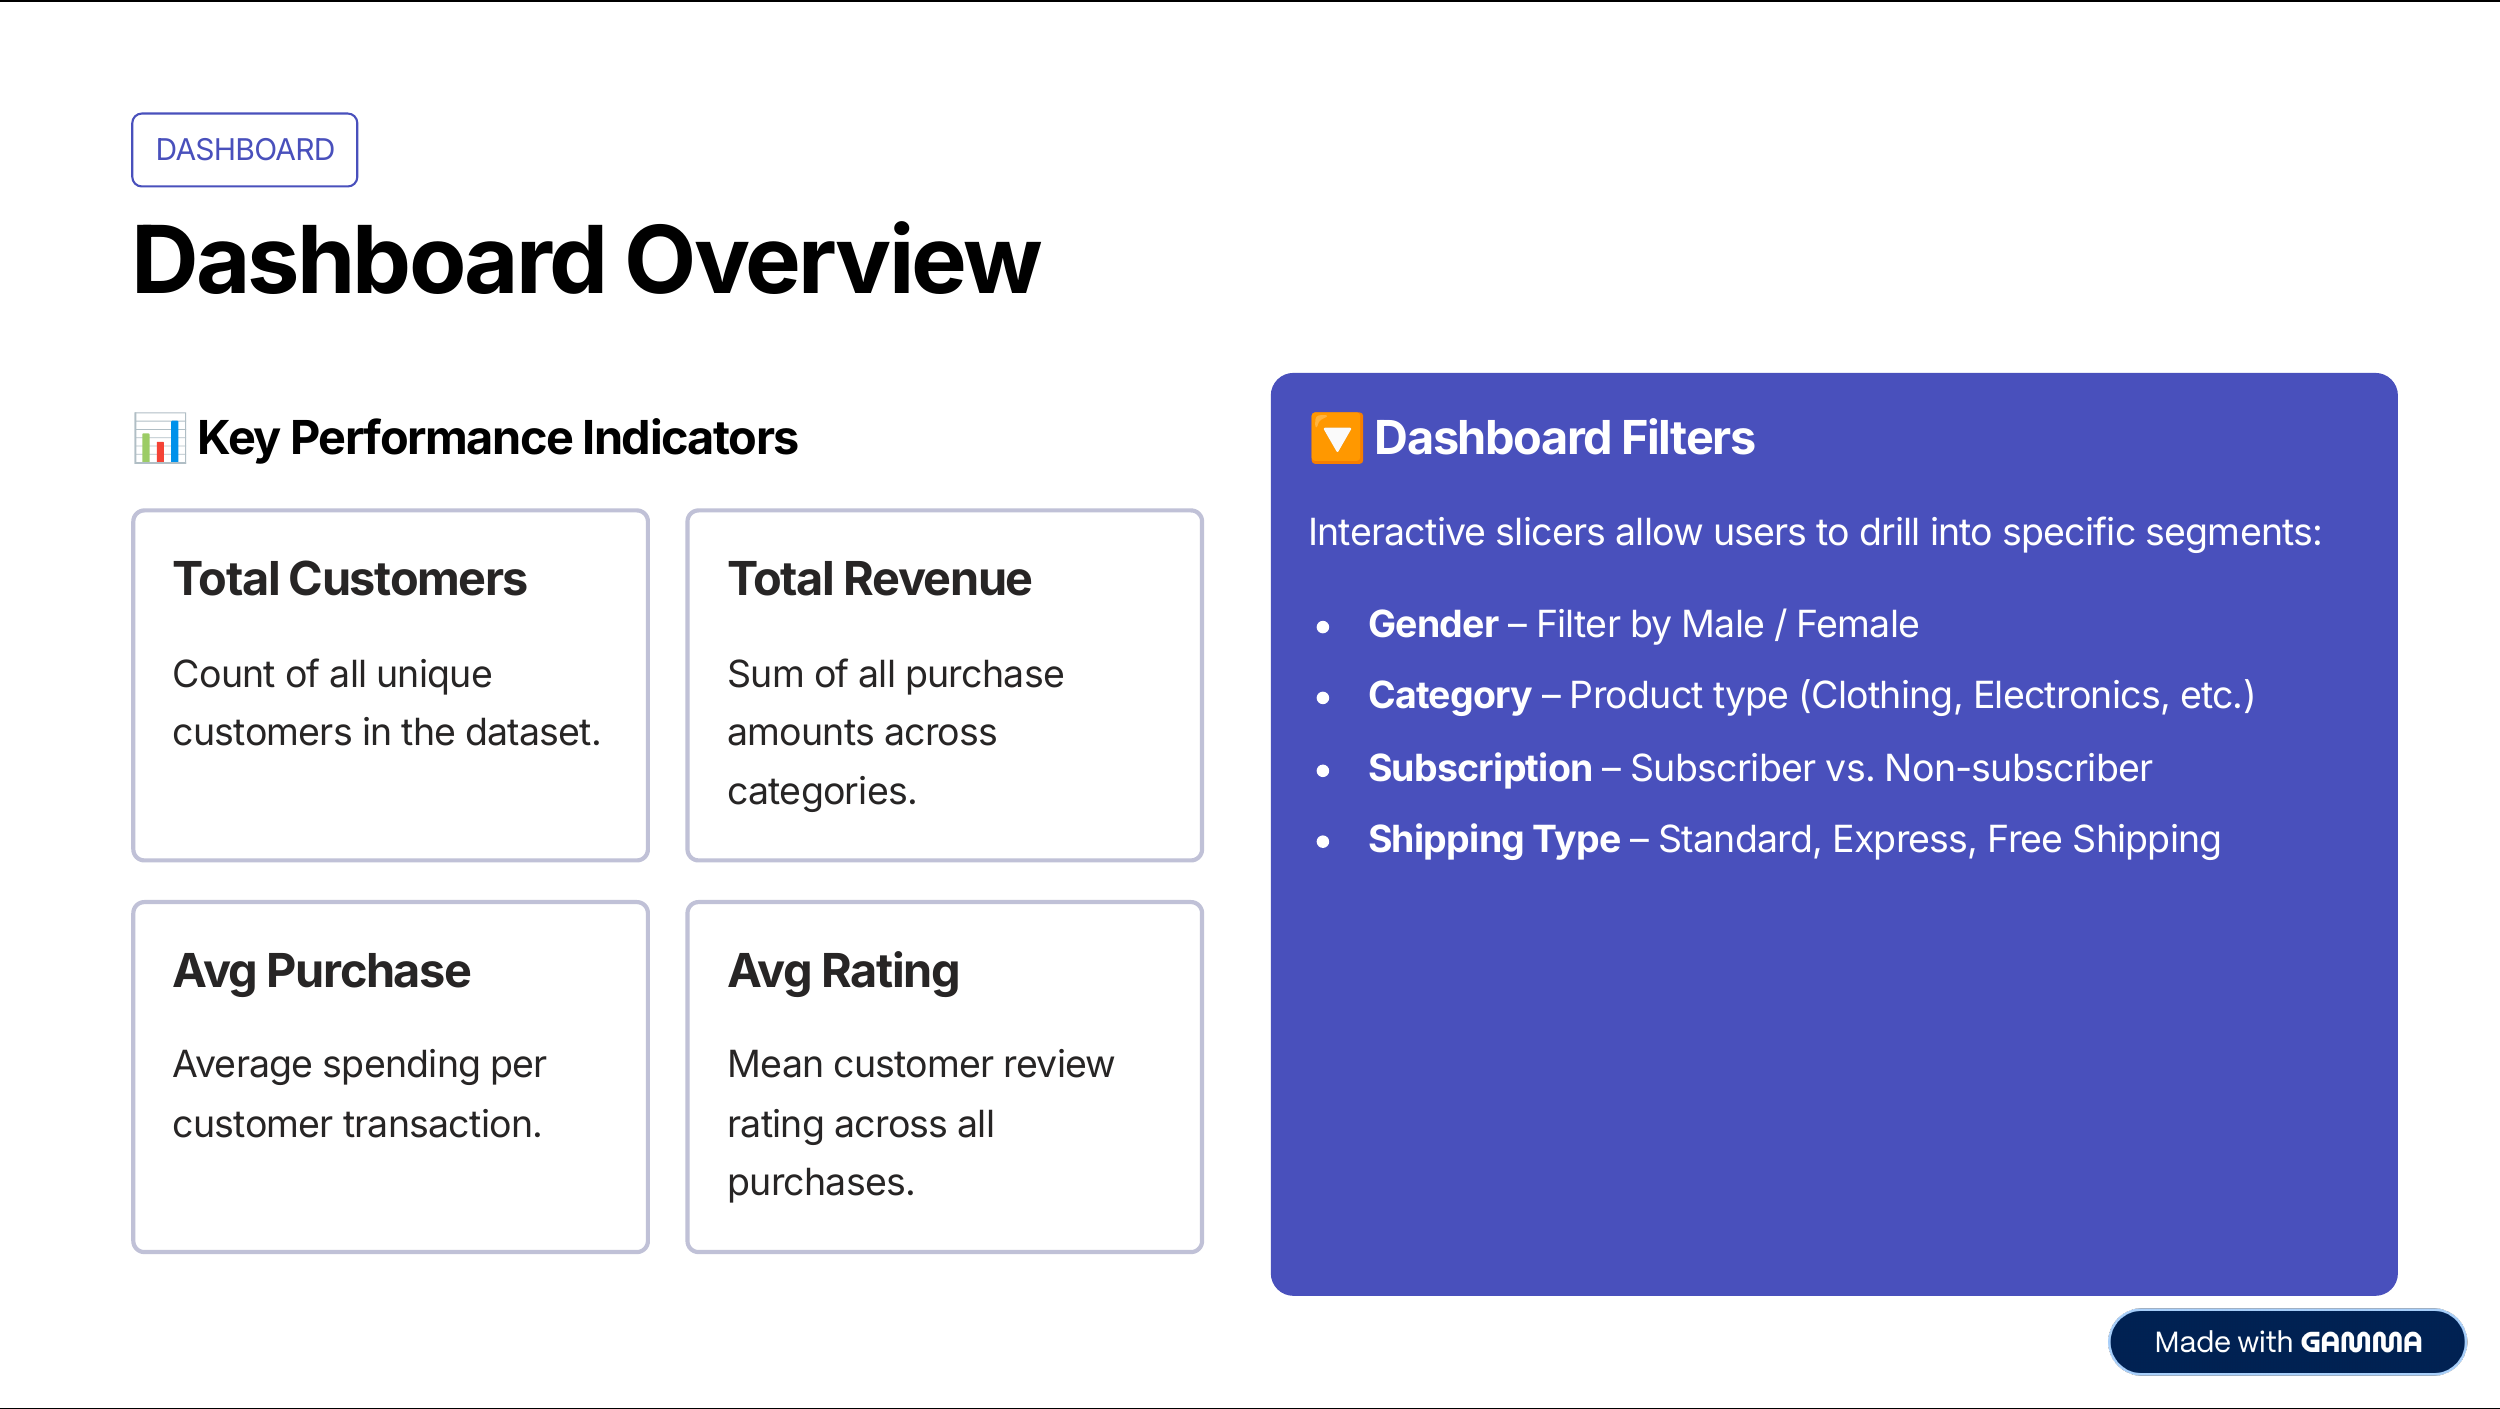 DASHBOARD
Dashboard Overview
📊 Key Performance Indicators
Total Customers
Count of all unique
customers in the dataset.
Total Revenue
Sum of all purchase
amounts across
categories.
Avg Purchase
Average spending per
customer transaction.
Avg Rating
Mean customer review
rating across all
purchases.
🔽 Dashboard Filters
Interactive slicers allow users to drill into specific segments:
● Gender – Filter by Male / Female
● Category – Product type (Clothing, Electronics, etc.)
● Subscription – Subscriber vs. Non-subscriber
● Shipping Type – Standard, Express, Free Shipping
Made with GAMMA